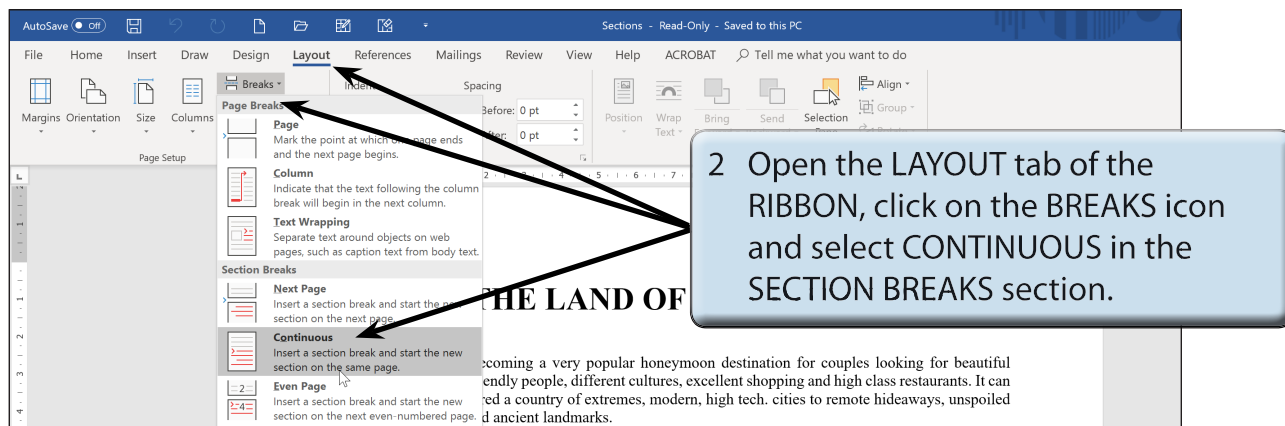 AutoSave Off Sections - Read-Only - Saved to this PC
File Home Insert Draw Design Layout References Mailings Review View Help ACROBAT Tell me what you want to do
Breaks Spacing Align
Before: 0 pt Group
Margins Orientation Size Columns Position Wrap Bring Send Selection
Text
0 pt
Page Setup
Page Breaks
Page
Mark the point at which one page ends
and the next page begins.
Column
Indicate that the text following the column
break will begin in the next column.
Text Wrapping
Separate text around objects on web
pages, such as caption text from body text.
Section Breaks
Next Page
Insert a section break and start the new
section on the next page.
Continuous
Insert a section break and start the new
section on the same page.
Even Page
Insert a section break and start the new
section on the next even-numbered page.
2 Open the LAYOUT tab of the
RIBBON, click on the BREAKS icon
and select CONTINUOUS in the
SECTION BREAKS section.
THE LAND OF
ecoming a very popular honeymoon destination for couples looking for beautiful
endly people, different cultures, excellent shopping and high class restaurants. It can
red a country of extremes, modern, high tech. cities to remote hideaways, unspoiled
d ancient landmarks.